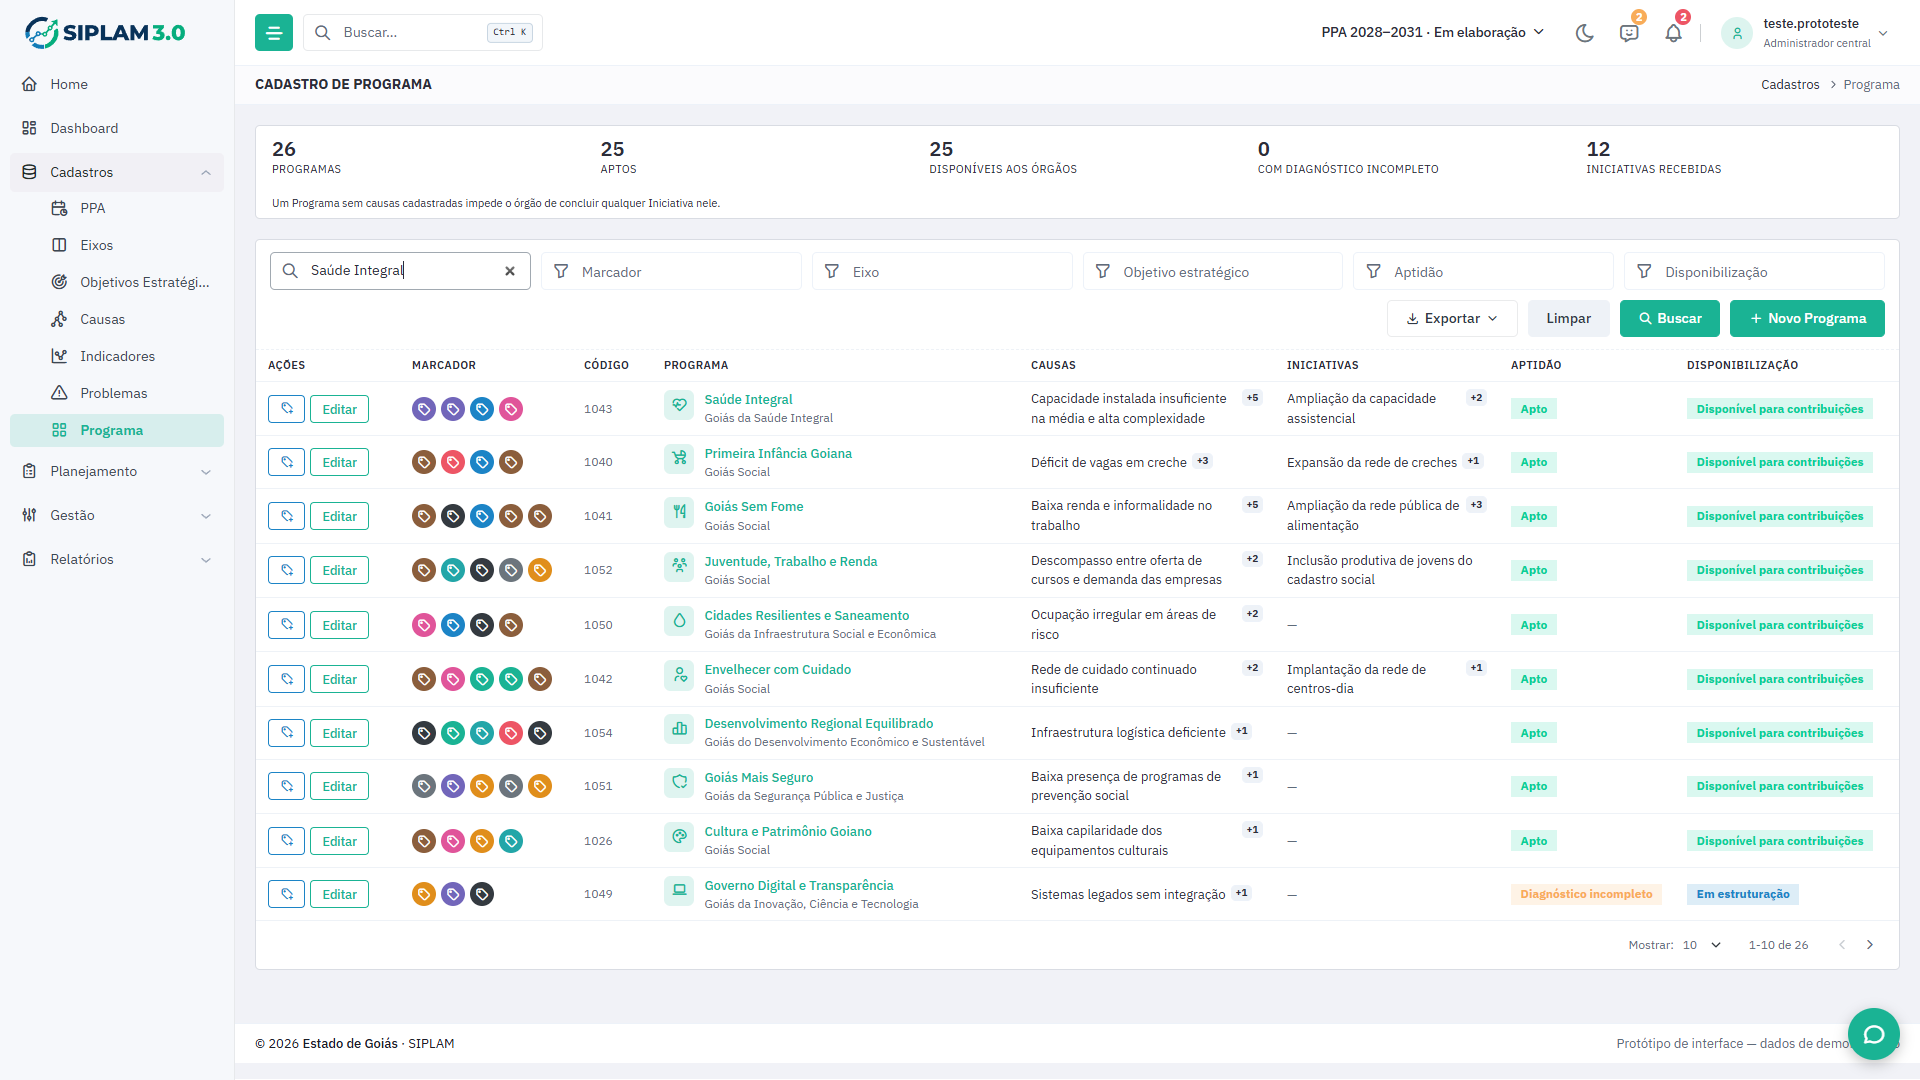 SIPLAM 3.0
Buscar...
Ctrl K
PPA 2028–2031 · Em elaboração
2
2
teste.prototeste
Administrador central
Home
Dashboard
Cadastros
PPA
Eixos
Objetivos Estratégi...
Causas
Indicadores
Problemas
Programa
Planejamento
Gestão
Relatórios
CADASTRO DE PROGRAMA
Cadastros > Programa
26
PROGRAMAS
25
APTOS
25
DISPONÍVEIS AOS ÓRGÃOS
0
COM DIAGNÓSTICO INCOMPLETO
12
INICIATIVAS RECEBIDAS
Um Programa sem causas cadastradas impede o órgão de concluir qualquer Iniciativa nele.
Saúde Integral
Marcador
Eixo
Objetivo estratégico
Aptidão
Disponibilização
Exportar
Limpar
Buscar
+ Novo Programa
AÇÕES MARCADOR CÓDIGO PROGRAMA CAUSAS INICIATIVAS APTIDÃO DISPONIBILIZAÇÃO
Editar 1043 Saúde Integral Capacidade instalada insuficiente +5 Ampliação da capacidade +2 Apto Disponível para contribuições
Goiás da Saúde Integral na média e alta complexidade assistencial
Editar 1040 Primeira Infância Goiana Déficit de vagas em creche +3 Expansão da rede de creches +1 Apto Disponível para contribuições
Goiás Social
Editar 1041 Goiás Sem Fome Baixa renda e informalidade no +5 Ampliação da rede pública de +3 Apto Disponível para contribuições
Goiás Social trabalho alimentação
Editar 1052 Juventude, Trabalho e Renda Descompasso entre oferta de +2 Inclusão produtiva de jovens do Apto Disponível para contribuições
Goiás Social cursos e demanda das empresas cadastro social
Editar 1050 Cidades Resilientes e Saneamento Ocupação irregular em áreas de +2 — Apto Disponível para contribuições
Goiás da Infraestrutura Social e Econômica risco
Editar 1042 Envelhecer com Cuidado Rede de cuidado continuado +2 Implantação da rede de +1 Apto Disponível para contribuições
Goiás Social insuficiente centros-dia
Editar 1054 Desenvolvimento Regional Equilibrado Infraestrutura logística deficiente +1 — Apto Disponível para contribuições
Goiás do Desenvolvimento Econômico e Sustentável
Editar 1051 Goiás Mais Seguro Baixa presença de programas de +1 — Apto Disponível para contribuições
Goiás da Segurança Pública e Justiça prevenção social
Editar 1026 Cultura e Patrimônio Goiano Baixa capilaridade dos +1 — Apto Disponível para contribuições
Goiás Social equipamentos culturais
Editar 1049 Governo Digital e Transparência Sistemas legados sem integração +1 — Diagnóstico incompleto Em estruturação
Goiás da Inovação, Ciência e Tecnologia
Mostrar: 10 1-10 de 26
© 2026 Estado de Goiás · SIPLAM
Protótipo de interface — dados de